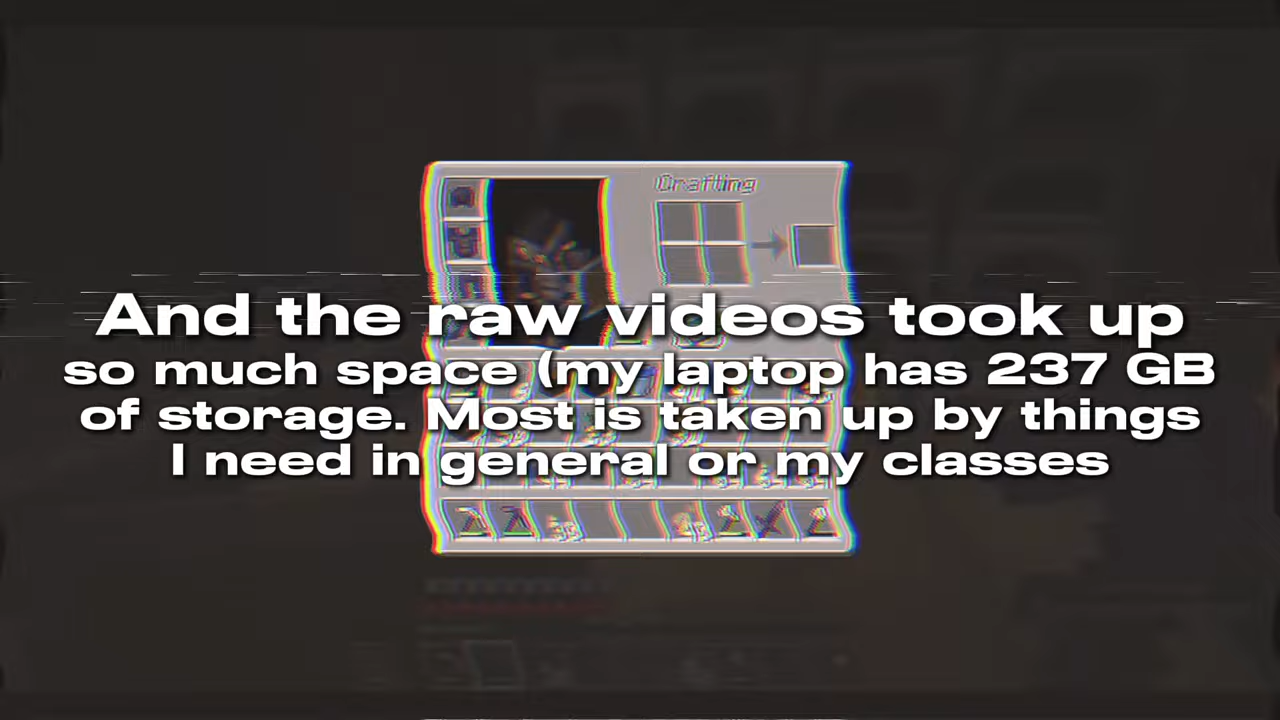 Crafting
And the raw videos took up
so much space (my laptop has 237 GB
of storage. Most is taken up by things
I need in general or my classes